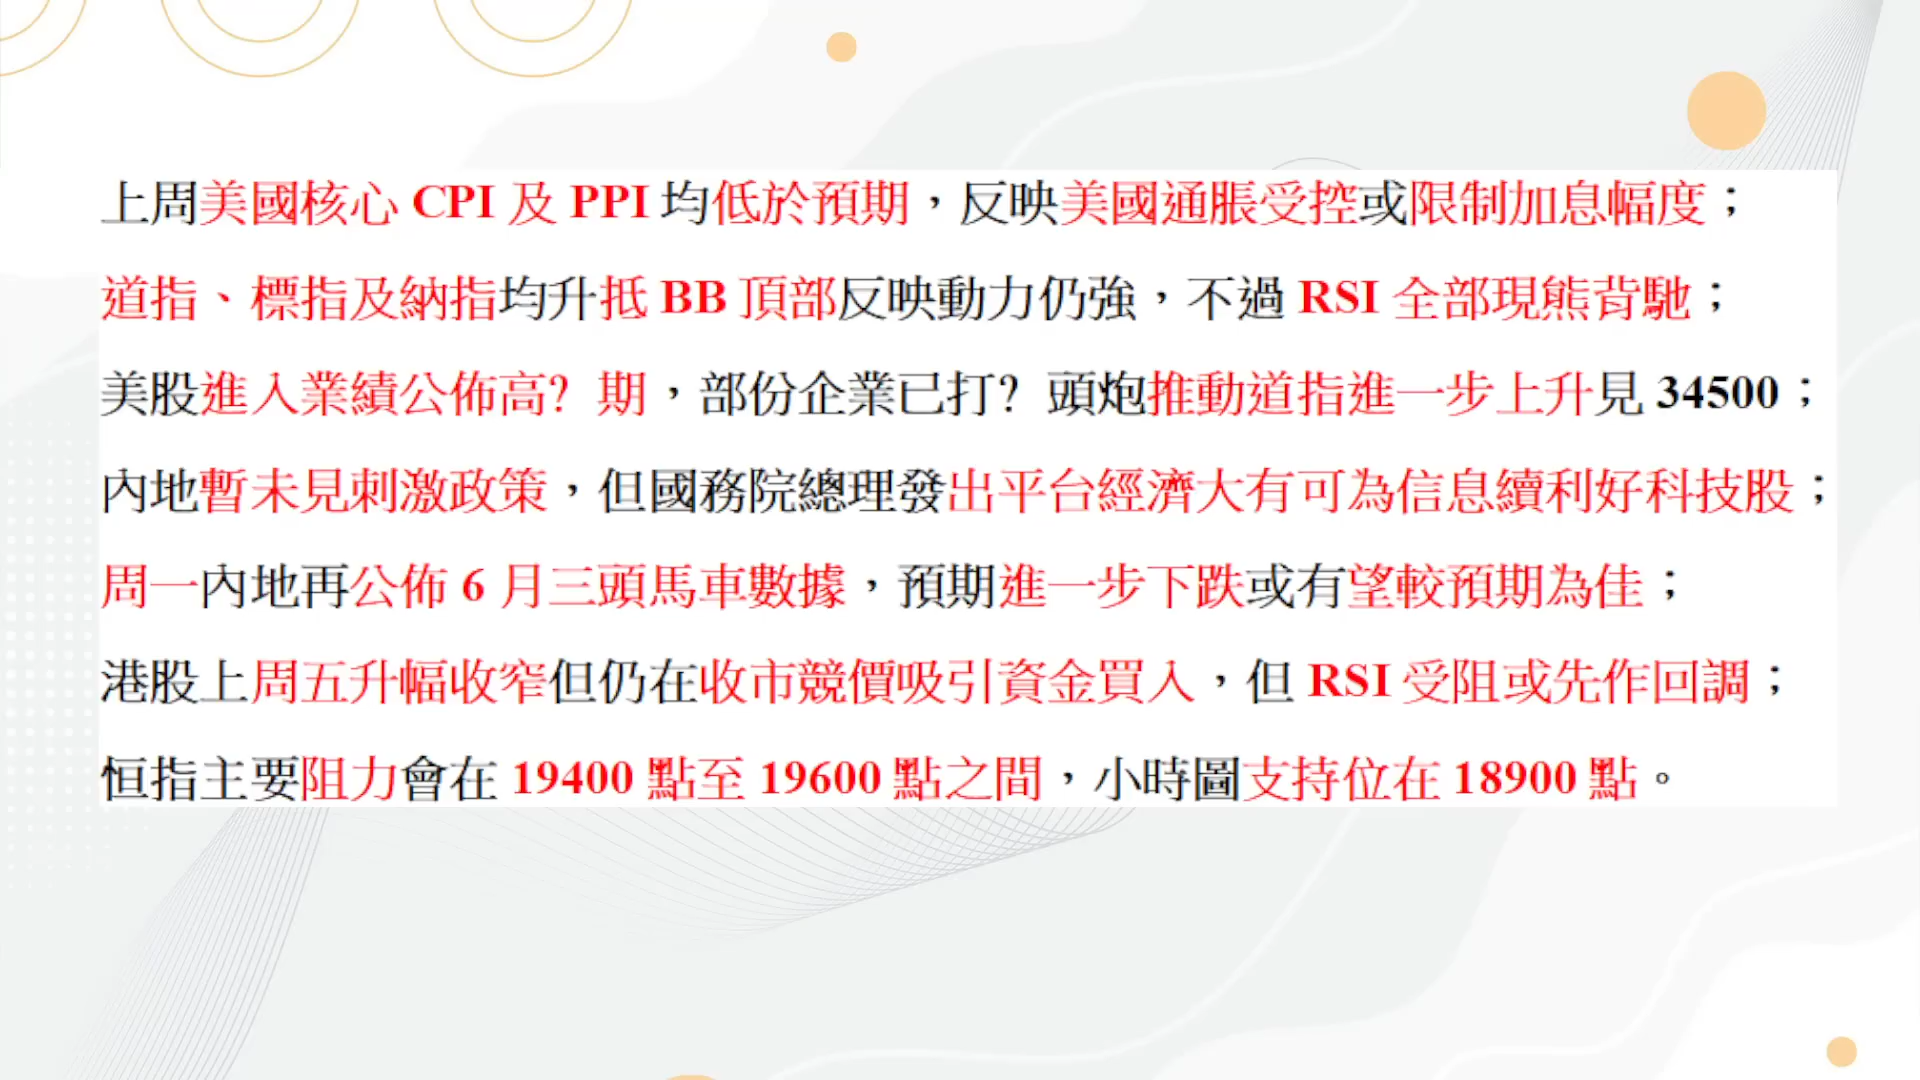 上周美國核心 CPI 及 PPI 均低於預期，反映美國通脹受控或限制加息幅度；
道指、標指及納指均升抵 BB 頂部反映動力仍強，不過 RSI 全部現熊背馳；
美股進入業績公佈高? 期，部份企業已打? 頭炮推動道指進一步上升見 34500；
內地暫未見刺激政策，但國務院總理發出平台經濟大有可為信息續利好科技股；
周一內地再公佈 6 月三頭馬車數據，預期進一步下跌或有望較預期為佳；
港股上周五升幅收窄但仍在收市競價吸引資金買入，但 RSI 受阻或先作回調；
恒指主要阻力會在 19400 點至 19600 點之間，小時圖支持位在 18900 點。